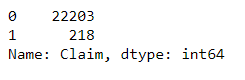 0    22203
1      218
Name: Claim, dtype: int64